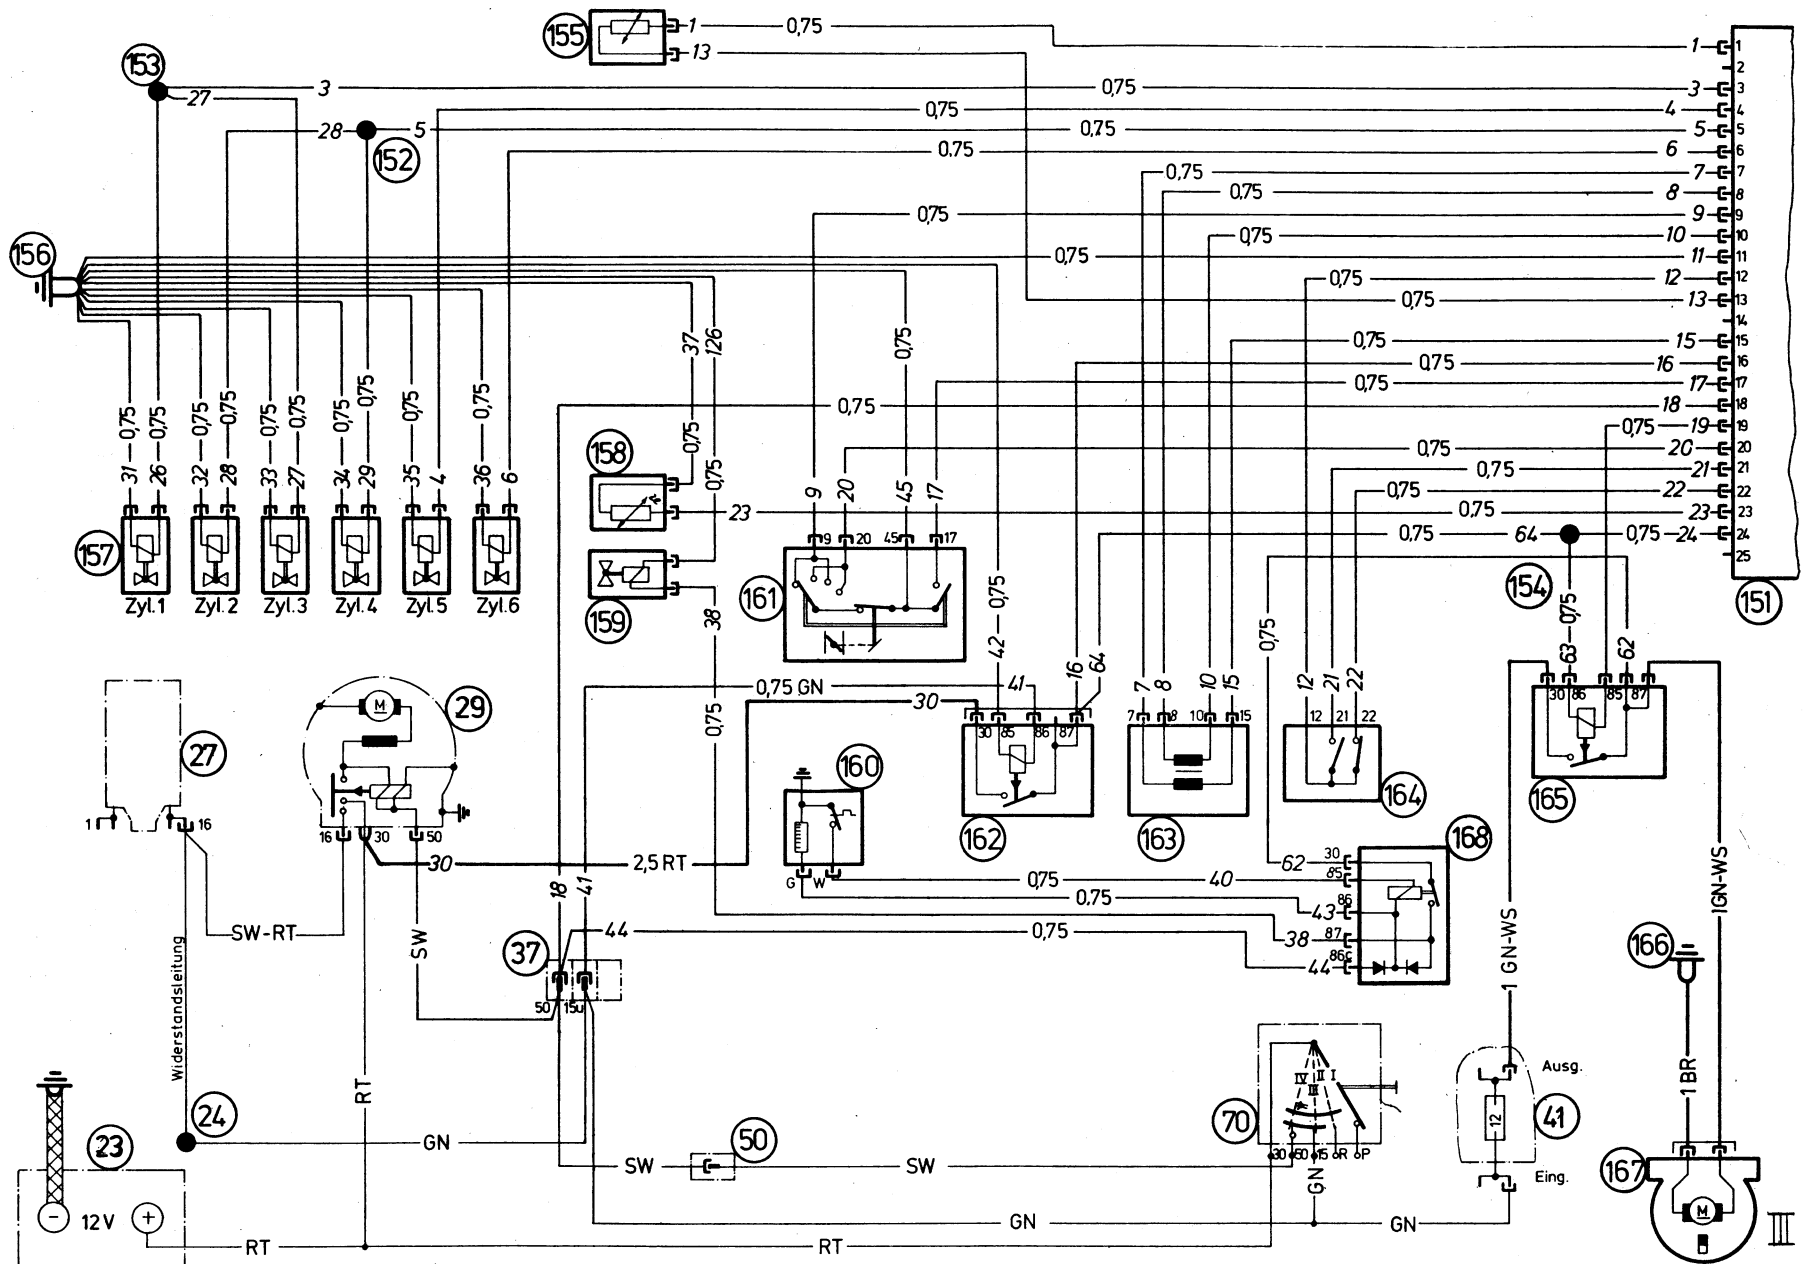 155
1 0,75 1 1
13
2
153
27
3 0,75 3 3
0,75 4 4
28 5 0,75 5 5
152
0.75 6 6
0,75 7 7
0,75 8 8
0,75 9 9
0,75 10 10
156
0,75 11 11
0,75 12 12
0,75 13 13
14
0,75 15 15
0,75 16 16
0,75 17 17
0,75 18 18
0,75 19 19
0,75 20 20
0,75 21 21
0,75 22 22
23 0,75 23 23
0,75 64 0,75 24 24
25
151
154
37 126
0,75
0,75 0,75 0,75 0,75 0,75 0,75 0,75 0,75 0,75 0,75
31 26 32 28 33 27 34 29 35 4 36 6
157
Zyl.1 Zyl.2 Zyl.3 Zyl.4 Zyl.5 Zyl.6
158
0,75 0,75
159
38
0,75
9 20 45 17
9 20 45 17
161
42 0,75
16
64
0,75 GN 41
30
30 85 86 87
162
7 8 10 15
7 8 10 15
163
0,75
12 21 22
12 21 22
164
63 0,75
62
30 86 85 87
165
27
1 16
29
M
16 30 50
30 2,5 RT
160
G W
168
62 30
0,75 40 85
0,75 43 86
38 87
44 0,75 44 86c
SW-RT
SW
Widerstandsleitung
18 41
37
50 15u
1 GN-WS
1GN-WS
166
1 BR
RT
24
GN
23
12 V
- +
SW 50 SW
70
IV III II I
30 50 15 R P
GN
Ausg.
12
41
Eing.
167
M
GN GN
RT RT
III